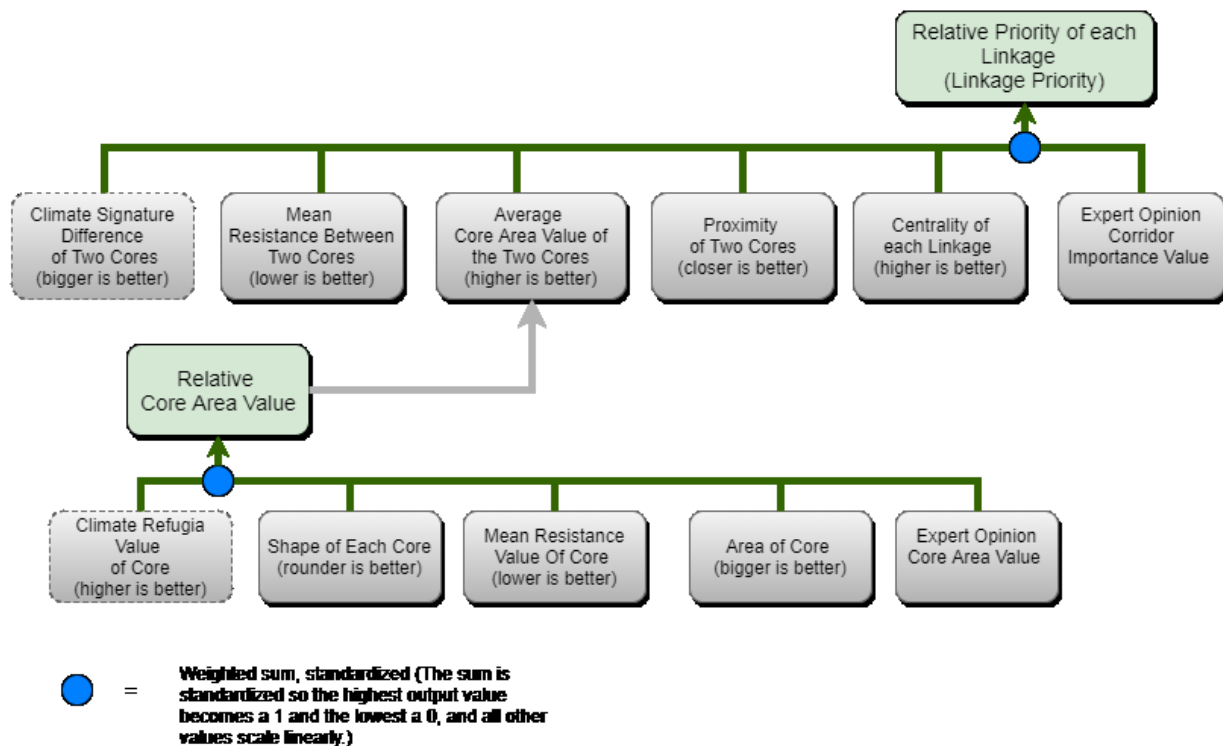 Relative Priority of each
Linkage
(Linkage Priority)
Climate Signature
Difference
of Two Cores
(bigger is better)
Mean
Resistance Between
Two Cores
(lower is better)
Average
Core Area Value of
the Two Cores
(higher is better)
Proximity
of Two Cores
(closer is better)
Centrality of
each Linkage
(higher is better)
Expert Opinion
Corridor
Importance Value
Relative
Core Area Value
Climate Refugia
Value
of Core
(higher is better)
Shape of Each Core
(rounder is better)
Mean Resistance
Value Of Core
(lower is better)
Area of Core
(bigger is better)
Expert Opinion
Core Area Value
=
Weighted sum, standardized (The sum is
standardized so the highest output value
becomes a 1 and the lowest a 0, and all other
values scale linearly.)